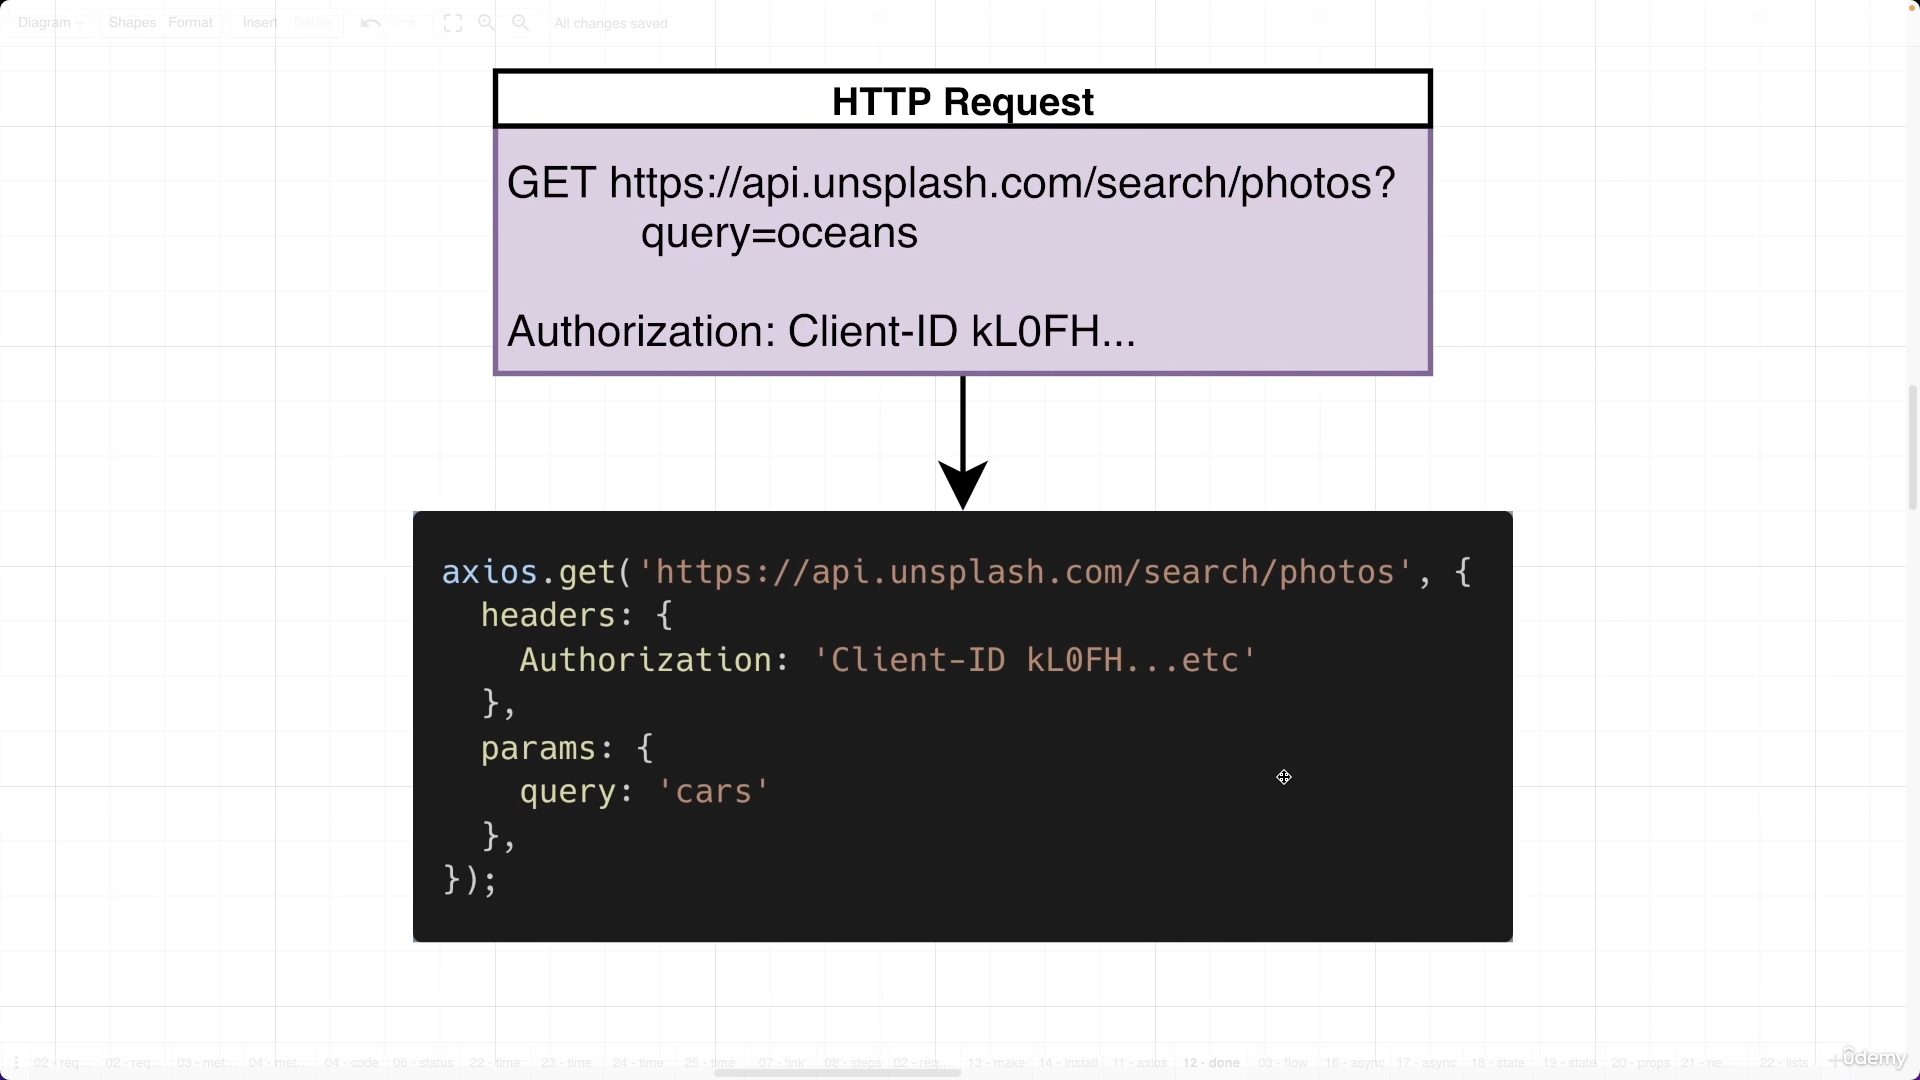 Diagram Shapes Format Insert Delete All changes saved
HTTP Request
GET https://api.unsplash.com/search/photos?
query=oceans
Authorization: Client-ID kL0FH...
axios.get('https://api.unsplash.com/search/photos', {
  headers: {
    Authorization: 'Client-ID kL0FH...etc'
  },
  params: {
    query: 'cars'
  },
});
02 - req... 02 - req... 03 - met... 04 - met... 04 - code 06 - status 22 - time 23 - time 24 - time 25 - time 07 - link 08 - steps 02 - req... 13 - make 14 - install 11 - axios 12 - done 03 - flow 16 - async 17 - async 18 - state 19 - state 20 - props 21 - ne... 22 - lists
ûdemy